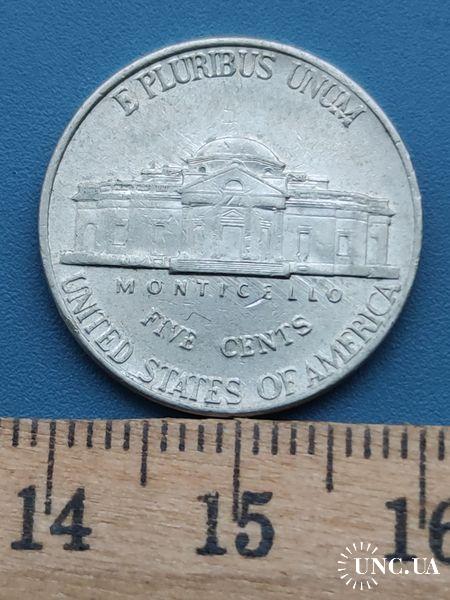 E PLURIBUS UNUM
MONTICELLO
FIVE CENTS
UNITED STATES OF AMERICA
14 15 16
UNC.UA